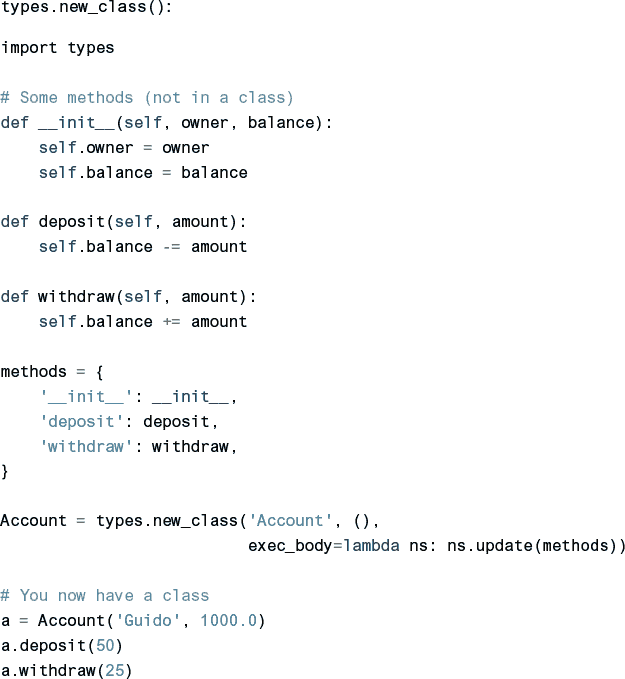 types.new_class():
import types
# Some methods (not in a class)
def __init__(self, owner, balance):
    self.owner = owner
    self.balance = balance
def deposit(self, amount):
    self.balance -= amount
def withdraw(self, amount):
    self.balance += amount
methods = {
    '__init__': __init__,
    'deposit': deposit,
    'withdraw': withdraw,
}
Account = types.new_class('Account', (),
                          exec_body=lambda ns: ns.update(methods))
# You now have a class
a = Account('Guido', 1000.0)
a.deposit(50)
a.withdraw(25)